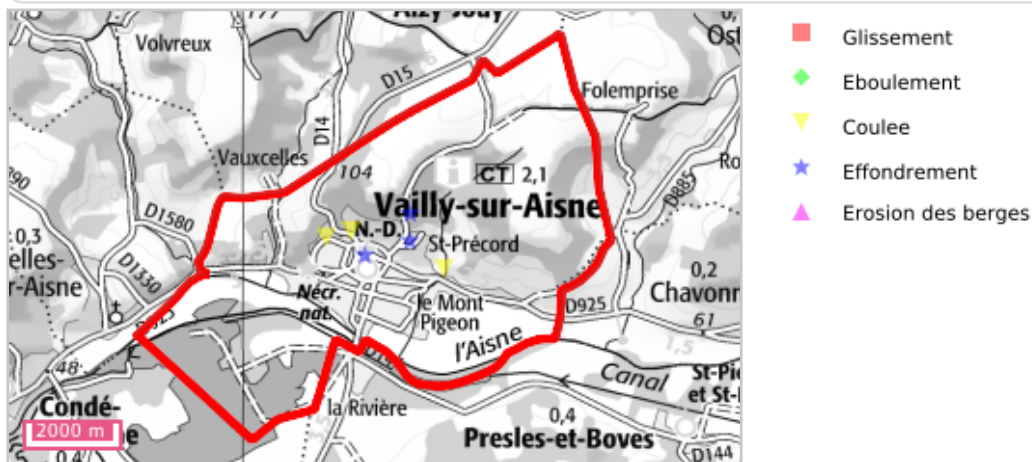 Aizy-Jouy
Volvreux
D15
Ost
Folemprise
D14
Vauxcelles
104
CT 2,1
Vailly-sur-Aisne
D885
D1580
N.-D.
St-Précord
0,3
elles-
r-Aisne
D1330
0,2
Chavonn
Nécr.
nat.
le Mont
Pigeon
D925
61
l'Aisne
1,5
48
Canal
St-Pi
et St-
Condé-
la Rivière
0,4
2000 m
Presles-et-Boves
D144
Glissement
Eboulement
Coulee
Effondrement
Erosion des berges